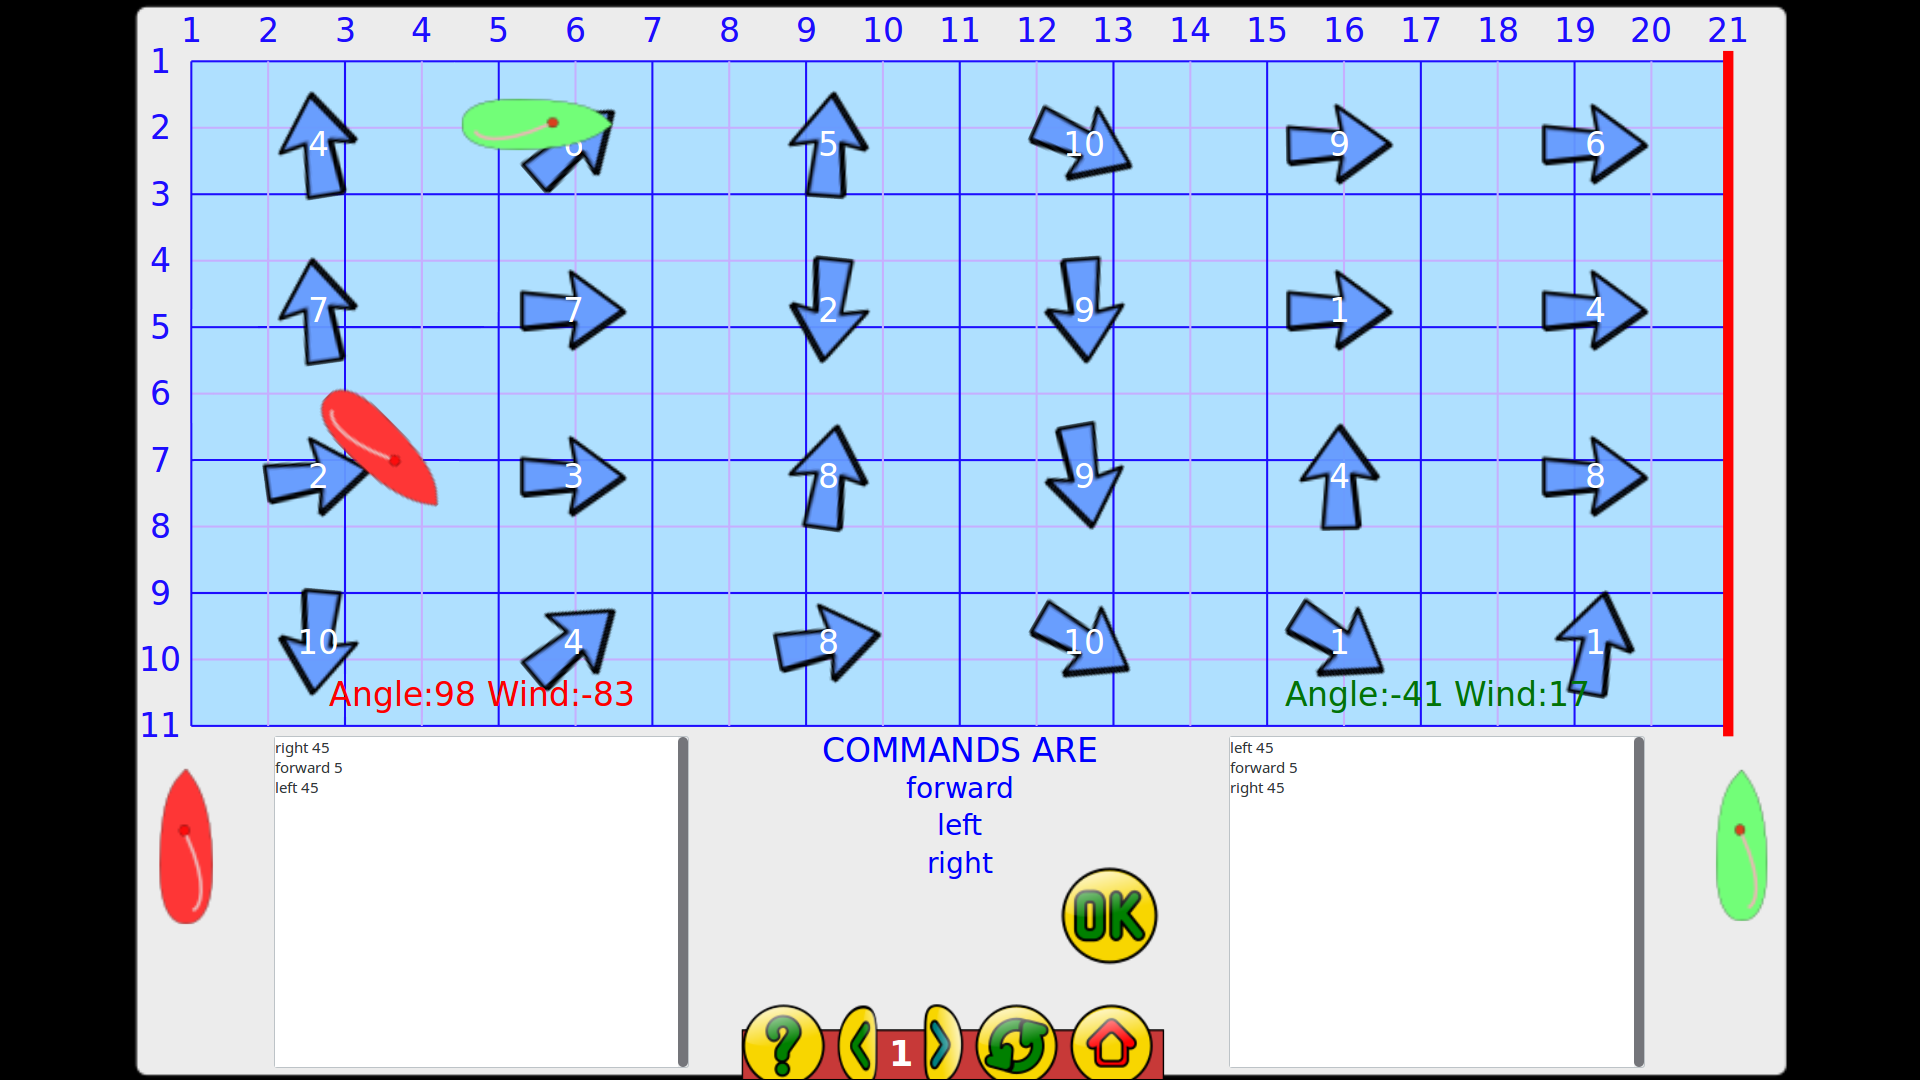 1 2 3 4 5 6 7 8 9 10 11 12 13 14 15 16 17 18 19 20 21
1
2
4 6 5 10 9 6
3
4
7 7 2 9 1 4
5
6
7
2 3 8 9 4 8
8
9
10 4 8 10 1 1
10
Angle:98 Wind:-83 Angle:-41 Wind:17
11
right 45
forward 5
left 45
COMMANDS ARE
forward
left
right
left 45
forward 5
right 45
OK
? < 1 >